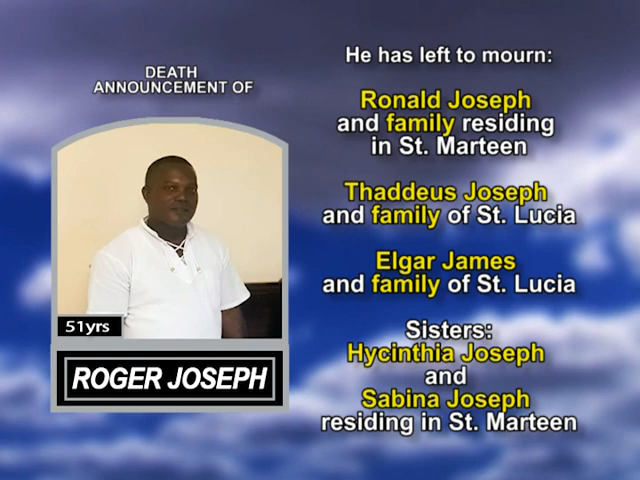 DEATH
ANNOUNCEMENT OF
51yrs
ROGER JOSEPH
He has left to mourn:
Ronald Joseph
and family residing
in St. Marteen
Thaddeus Joseph
and family of St. Lucia
Elgar James
and family of St. Lucia
Sisters:
Hycinthia Joseph
and
Sabina Joseph
residing in St. Marteen